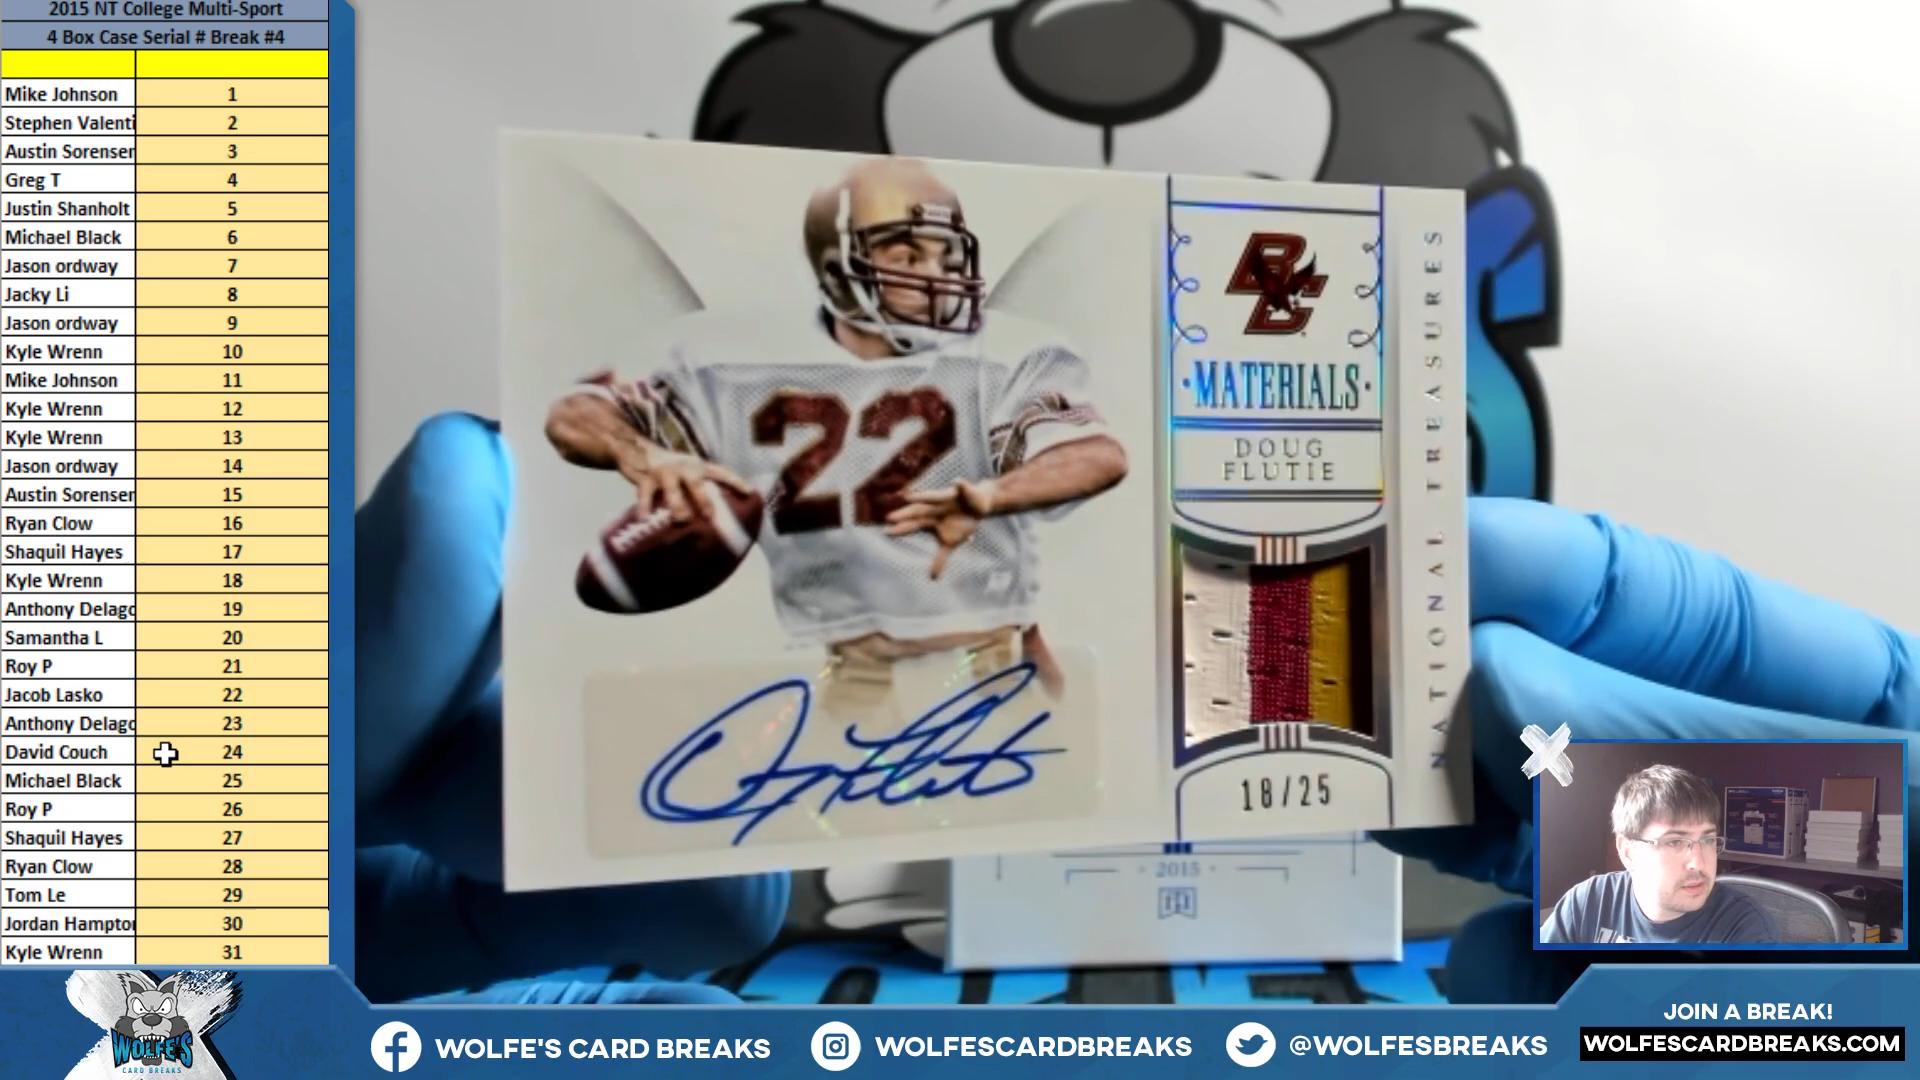 2015 NT College Multi-Sport
4 Box Case Serial # Break #4
Mike Johnson 1
Stephen Valenti 2
Austin Sorensen 3
Greg T 4
Justin Shanholt 5
Michael Black 6
Jason ordway 7
Jacky Li 8
Jason ordway 9
Kyle Wrenn 10
Mike Johnson 11
Kyle Wrenn 12
Kyle Wrenn 13
Jason ordway 14
Austin Sorensen 15
Ryan Clow 16
Shaquil Hayes 17
Kyle Wrenn 18
Anthony Delago 19
Samantha L 20
Roy P 21
Jacob Lasko 22
Anthony Delago 23
David Couch 24
Michael Black 25
Roy P 26
Shaquil Hayes 27
Ryan Clow 28
Tom Le 29
Jordan Hampton 30
Kyle Wrenn 31
22
BC
·MATERIALS·
DOUG
FLUTIE
NATIONAL TREASURES
18/25
· 2015 ·
WOLFE'S
CARD BREAKS
WOLFE'S CARD BREAKS
WOLFESCARDBREAKS
@WOLFESBREAKS
JOIN A BREAK!
WOLFESCARDBREAKS.COM